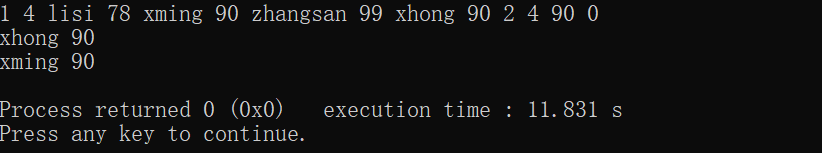 1 4 lisi 78 xming 90 zhangsan 99 xhong 90 2 4 90 0
xhong 90
xming 90
Process returned 0 (0x0)   execution time : 11.831 s
Press any key to continue.